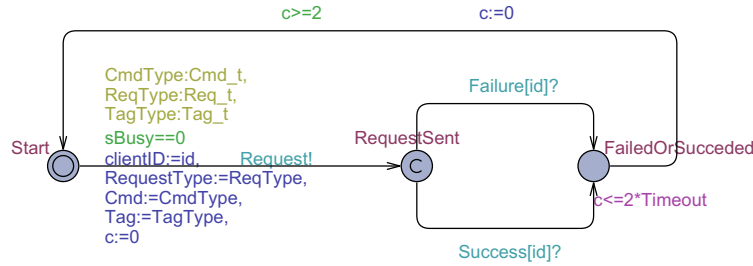 c>=2 c:=0
CmdType:Cmd_t,
ReqType:Req_t,
TagType:Tag_t
Failure[id]?
sBusy==0
Start
RequestSent
FailedOrSucceded
clientID:=id, Request!
C
RequestType:=ReqType,
Cmd:=CmdType,
c<=2*Timeout
Tag:=TagType,
c:=0
Success[id]?